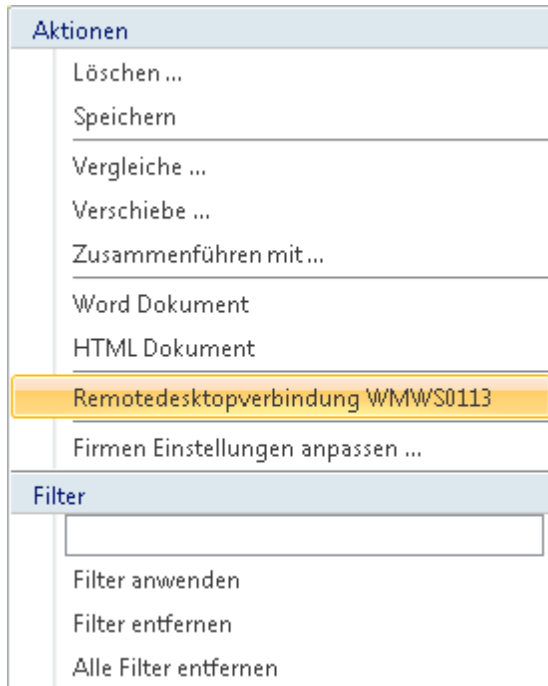 Aktionen
Löschen ...
Speichern
Vergleiche ...
Verschiebe ...
Zusammenführen mit ...
Word Dokument
HTML Dokument
Remotedesktopverbindung WMWS0113
Firmen Einstellungen anpassen ...
Filter
Filter anwenden
Filter entfernen
Alle Filter entfernen